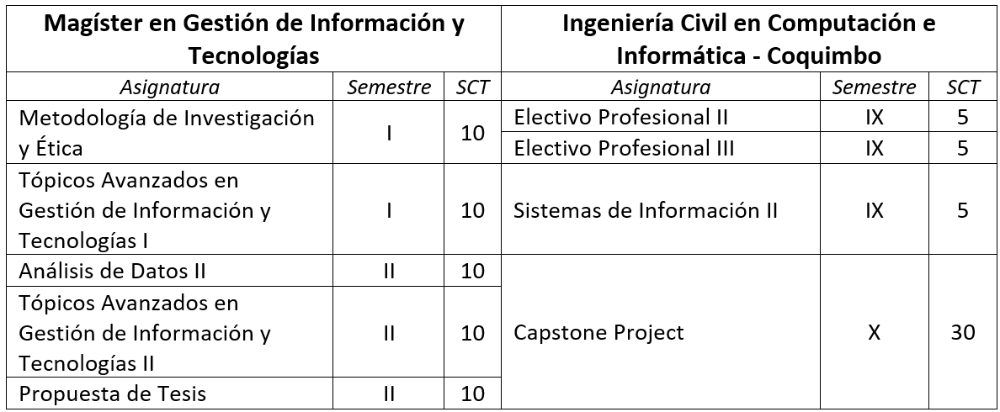 Magíster en Gestión de Información y
Tecnologías
Ingeniería Civil en Computación e
Informática - Coquimbo
Asignatura Semestre SCT Asignatura Semestre SCT
Metodología de Investigación
y Ética
I 10
Electivo Profesional II IX 5
Electivo Profesional III IX 5
Tópicos Avanzados en
Gestión de Información y
Tecnologías I
I 10
Sistemas de Información II IX 5
Análisis de Datos II II 10
Tópicos Avanzados en
Gestión de Información y
Tecnologías II
II 10
Propuesta de Tesis II 10
Capstone Project X 30